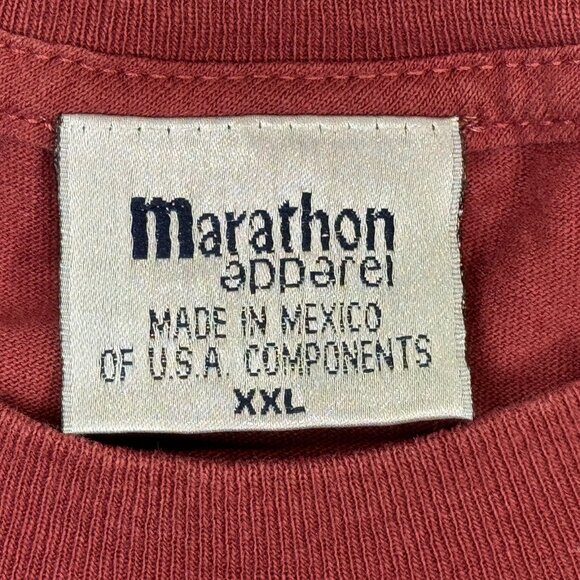 marathon
apparel
MADE IN MEXICO
OF U.S.A. COMPONENTS
XXL